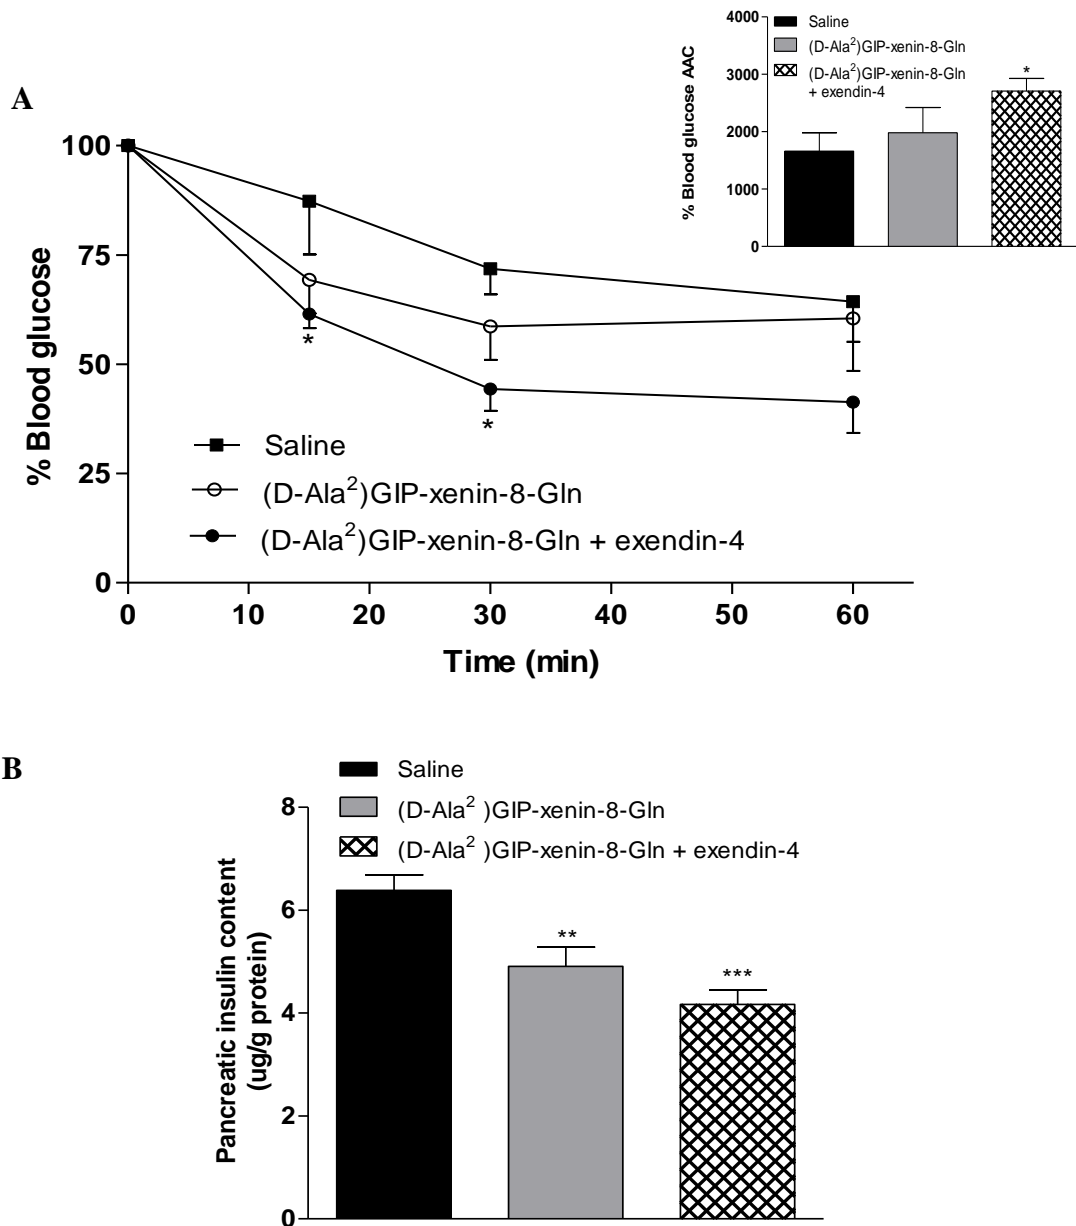 A
4000
3000
2000
1000
0
% Blood glucose AAC
Saline
(D-Ala²)GIP-xenin-8-Gln
(D-Ala²)GIP-xenin-8-Gln
+ exendin-4
*
100
75
50
25
0
% Blood glucose
*
*
Saline
(D-Ala²)GIP-xenin-8-Gln
(D-Ala²)GIP-xenin-8-Gln + exendin-4
0 10 20 30 40 50 60
Time (min)
B
Saline
(D-Ala² )GIP-xenin-8-Gln
(D-Ala² )GIP-xenin-8-Gln + exendin-4
8
6
4
2
0
Pancreatic insulin content
(ug/g protein)
**
***